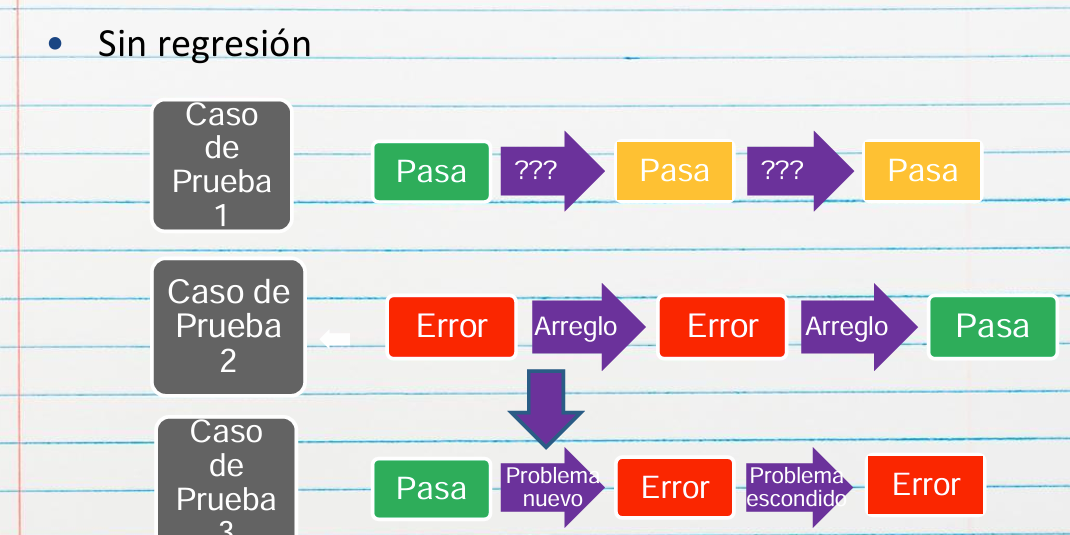 • Sin regresión
Caso
de
Prueba
1
Pasa
???
Pasa
???
Pasa
Caso de
Prueba
2
Error
Arreglo
Error
Arreglo
Pasa
Caso
de
Prueba
3
Pasa
Problema
nuevo
Error
Problema
escondido
Error